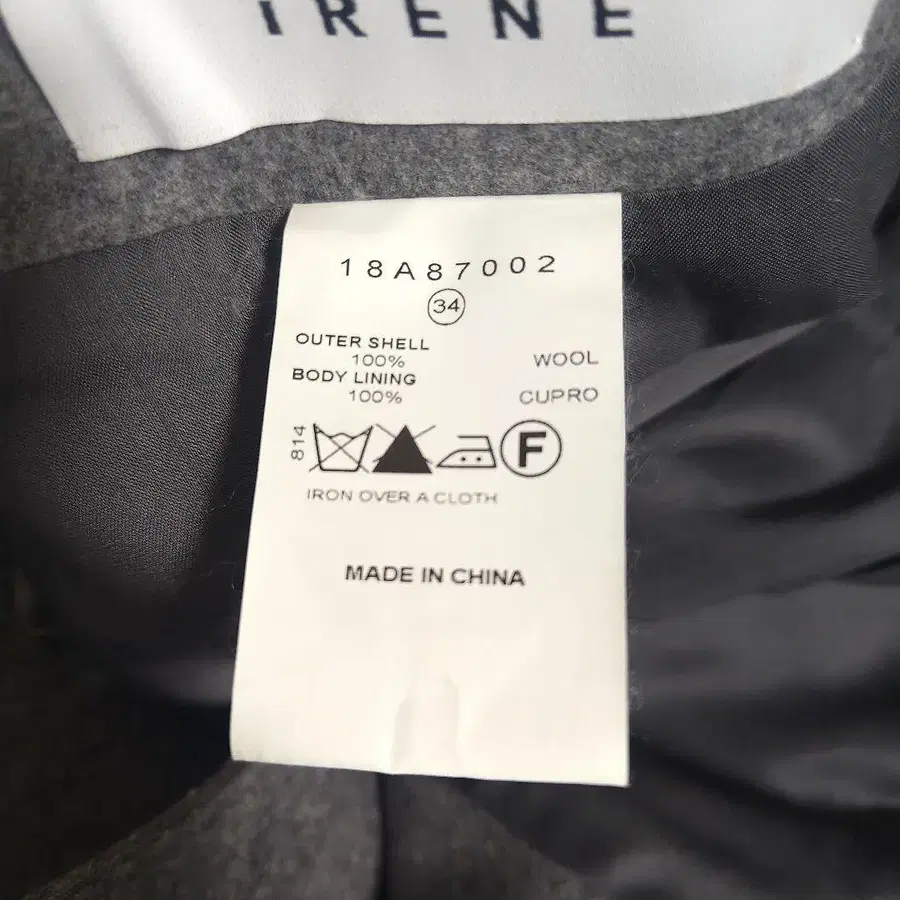 IRENE
18A87002
34
OUTER SHELL
100% WOOL
BODY LINING
100% CUPRO
814
F
IRON OVER A CLOTH
MADE IN CHINA